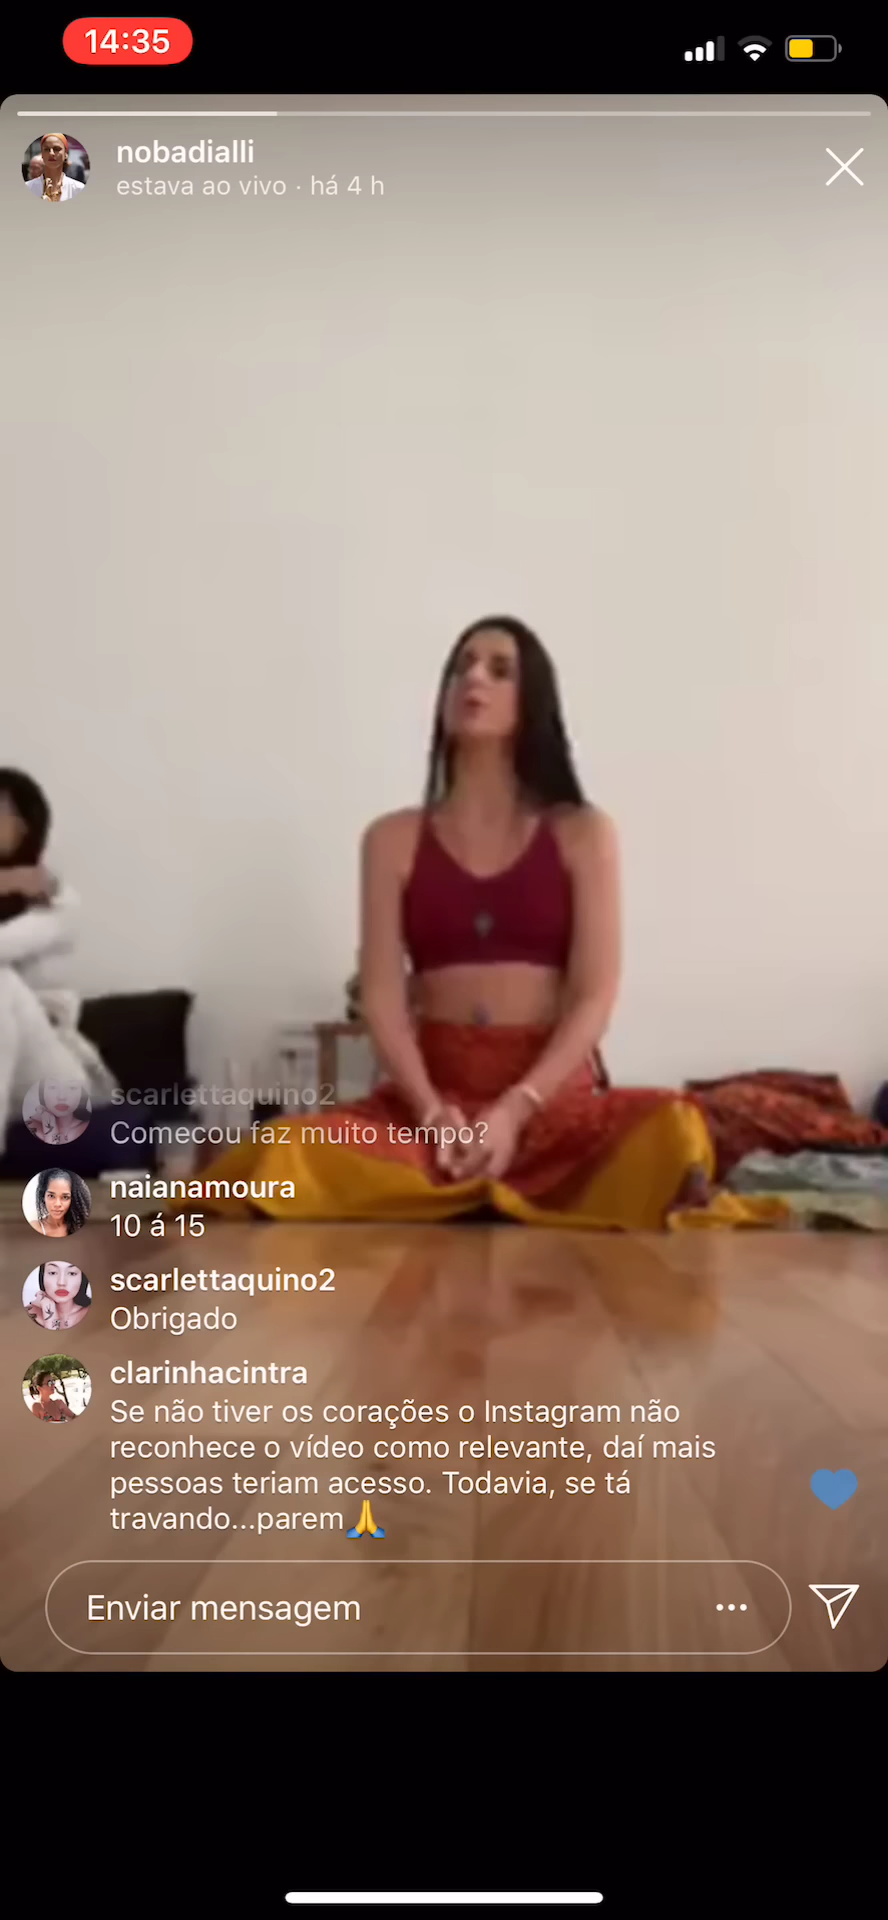 14:35
nobadialli
estava ao vivo · há 4 h
scarlettaquino2
Comecou faz muito tempo?
naianamoura
10 á 15
scarlettaquino2
Obrigado
clarinhacintra
Se não tiver os corações o Instagram não
reconhece o vídeo como relevante, daí mais
pessoas teriam acesso. Todavia, se tá
travando...parem🙏
Enviar mensagem